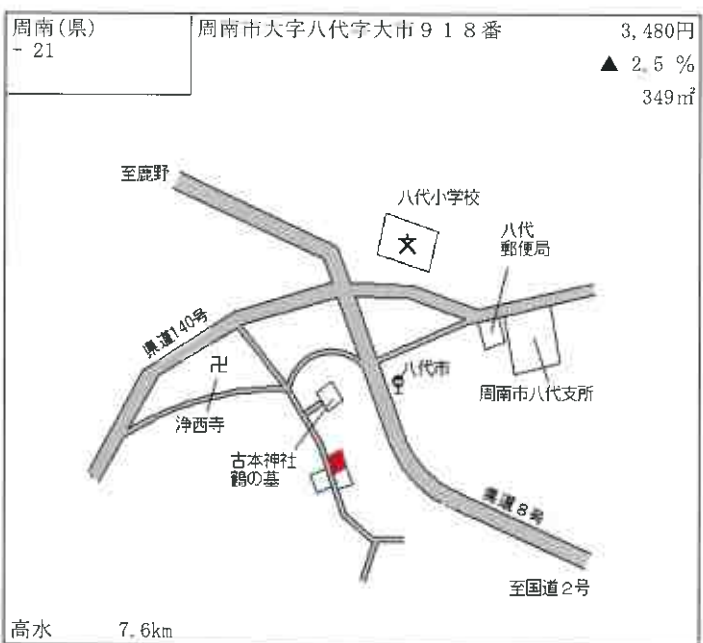 周南(県)
- 21
周南市大字八代字大市９１８番
3,480円
▲ 2.5 %
349㎡
至鹿野
八代小学校
文
八代
郵便局
県道140号
卍
八代市
周南市八代支所
浄西寺
古本神社
鶴の墓
県道８号
至国道２号
高水 7.6km